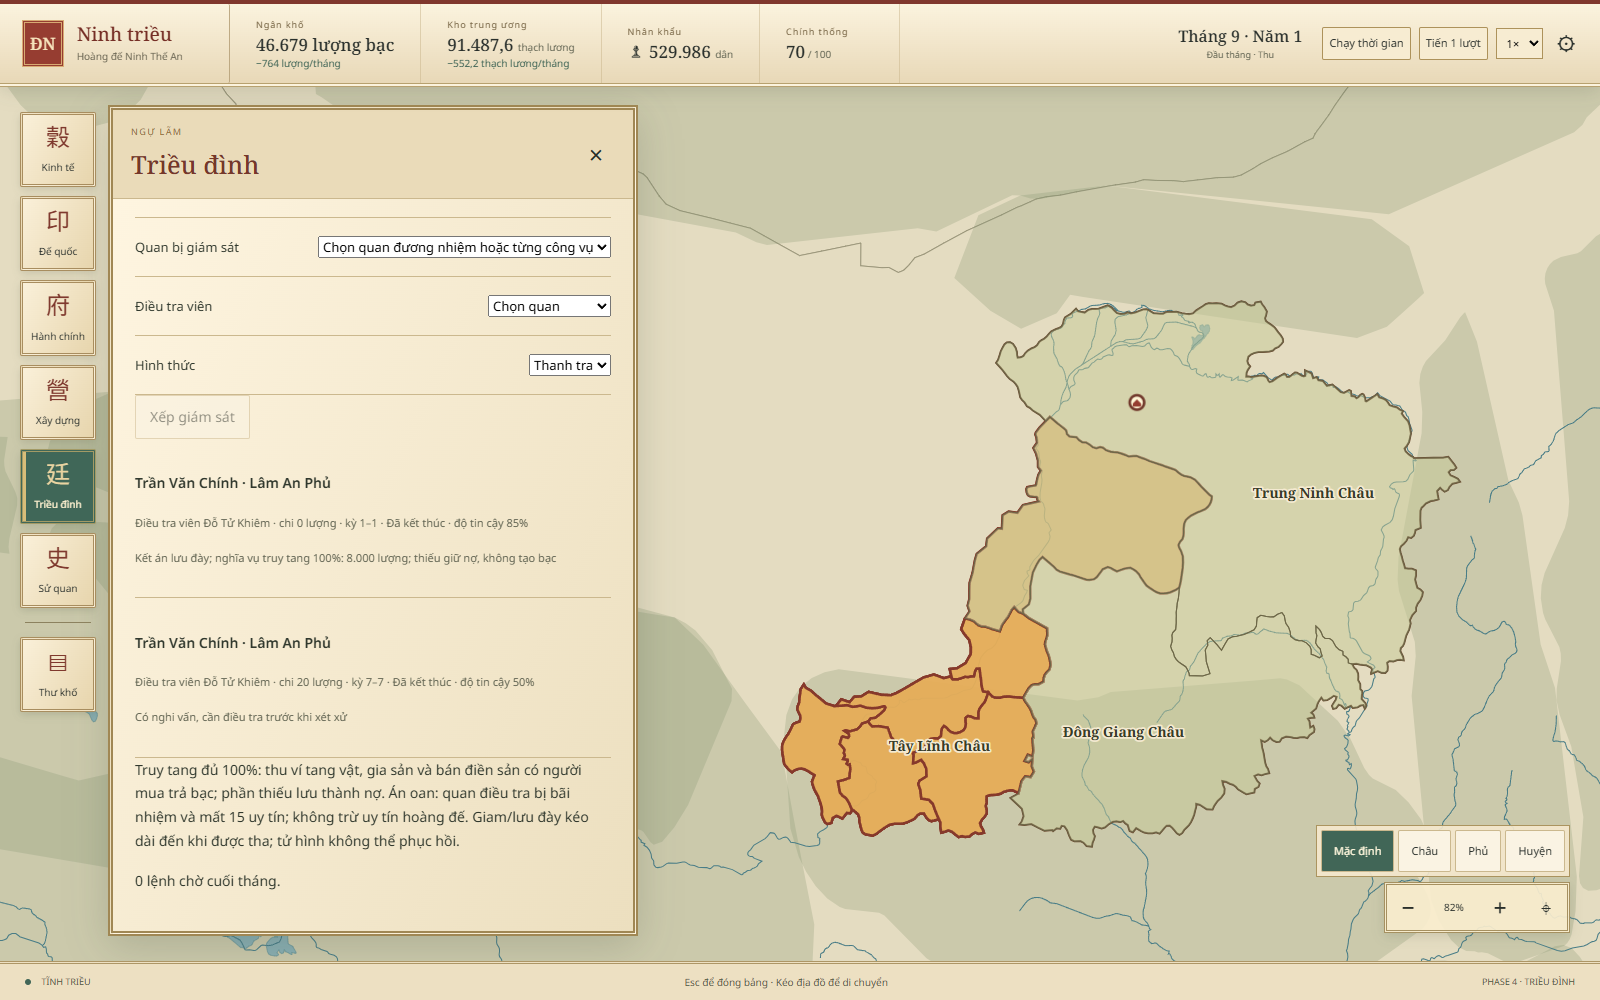 ĐN
Ninh triều
Hoàng đế Ninh Thế An
Ngân khố
46.679 lượng bạc
−764 lượng/tháng
Kho trung ương
91.487,6 thạch lương
−552,2 thạch lương/tháng
Nhân khẩu
529.986 dân
Chính thống
70 / 100
Tháng 9 · Năm 1
Đầu tháng · Thu
Chạy thời gian
Tiến 1 lượt
1×
穀
Kinh tế
印
Đế quốc
府
Hành chính
營
Xây dựng
廷
Triều đình
史
Sử quan
▤
Thư khố
NGỰ LÃM
Triều đình
×
Quan bị giám sát
Chọn quan đương nhiệm hoặc từng công vụ
Điều tra viên
Chọn quan
Hình thức
Thanh tra
Xếp giám sát
Trần Văn Chính · Lâm An Phủ
Điều tra viên Đỗ Tử Khiêm · chi 0 lượng · kỳ 1–1 · Đã kết thúc · độ tin cậy 85%
Kết án lưu đày; nghĩa vụ truy tang 100%: 8.000 lượng; thiếu giữ nợ, không tạo bạc
Trần Văn Chính · Lâm An Phủ
Điều tra viên Đỗ Tử Khiêm · chi 20 lượng · kỳ 7–7 · Đã kết thúc · độ tin cậy 50%
Có nghi vấn, cần điều tra trước khi xét xử
Truy tang đủ 100%: thu ví tang vật, gia sản và bán điền sản có người
mua trả bạc; phần thiếu lưu thành nợ. Án oan: quan điều tra bị bãi
nhiệm và mất 15 uy tín; không trừ uy tín hoàng đế. Giam/lưu đày kéo
dài đến khi được tha; tử hình không thể phục hồi.
0 lệnh chờ cuối tháng.
Trung Ninh Châu
Đông Giang Châu
Tây Lĩnh Châu
Mặc định
Châu
Phủ
Huyện
−
82%
+
⌖
TĨNH TRIỀU
Esc để đóng bảng · Kéo địa đồ để di chuyển
PHASE 4 · TRIỀU ĐÌNH